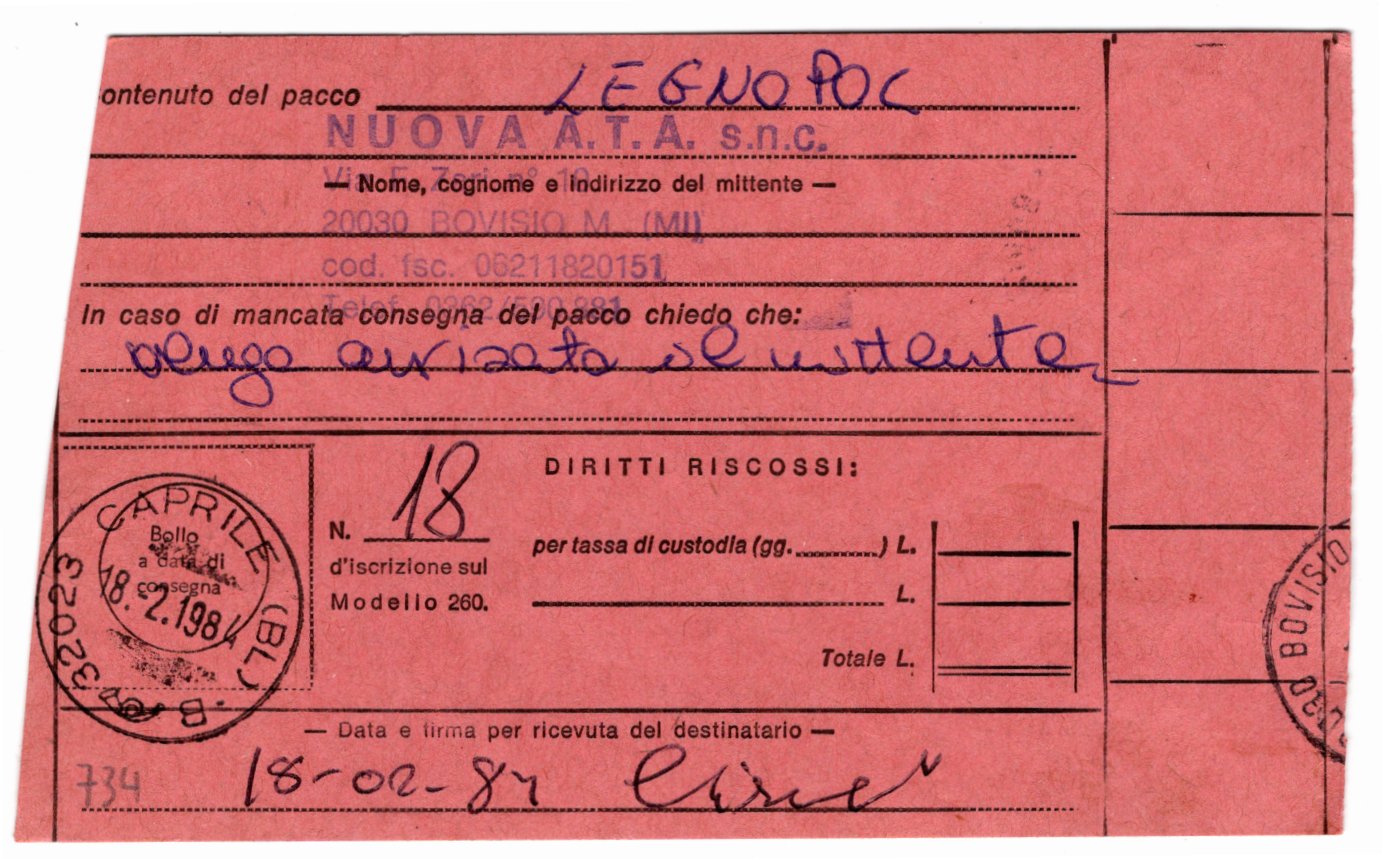 ontenuto del pacco LEGNO POC
NUOVA A.T.A. s.n.c.
— Nome, cognome e indirizzo del mittente —
20030 BOVISIO M. (MI)
cod. fsc. 06211820151
In caso di mancata consegna del pacco chiedo che:
venga avvisato il mittente
DIRITTI RISCOSSI:
N. 18
d'iscrizione sul
Modello 260.
per tassa di custodia (gg. ) L.
L.
Totale L.
CAPRILE (BL)
32023
Bollo
a data di
consegna
18.-2.1984
BOVISIO
— Data e firma per ricevuta del destinatario —
734
18-02-84